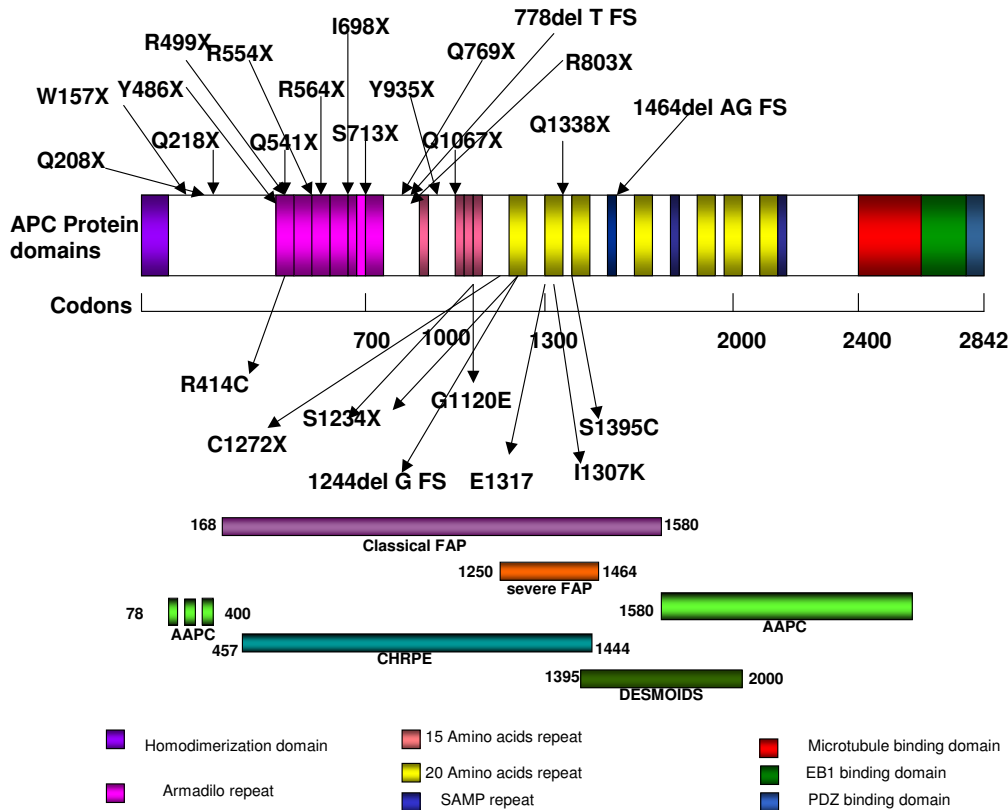 I698X
778del T FS
R499X
R554X
Q769X
R803X
W157X
Y486X
R564X
Y935X
1464del AG FS
Q208X
Q218X
Q541X
S713X
Q1067X
Q1338X
APC Protein
domains
Codons
700
1000
1300
2000
2400
2842
R414C
C1272X
S1234X
G1120E
S1395C
1244del G FS
E1317
I1307K
168
1580
Classical FAP
1250
1464
severe FAP
78
400
AAPC
1580
AAPC
457
1444
CHRPE
1395
2000
DESMOIDS
Homodimerization domain
15 Amino acids repeat
Microtubule binding domain
Armadilo repeat
20 Amino acids repeat
EB1 binding domain
SAMP repeat
PDZ binding domain